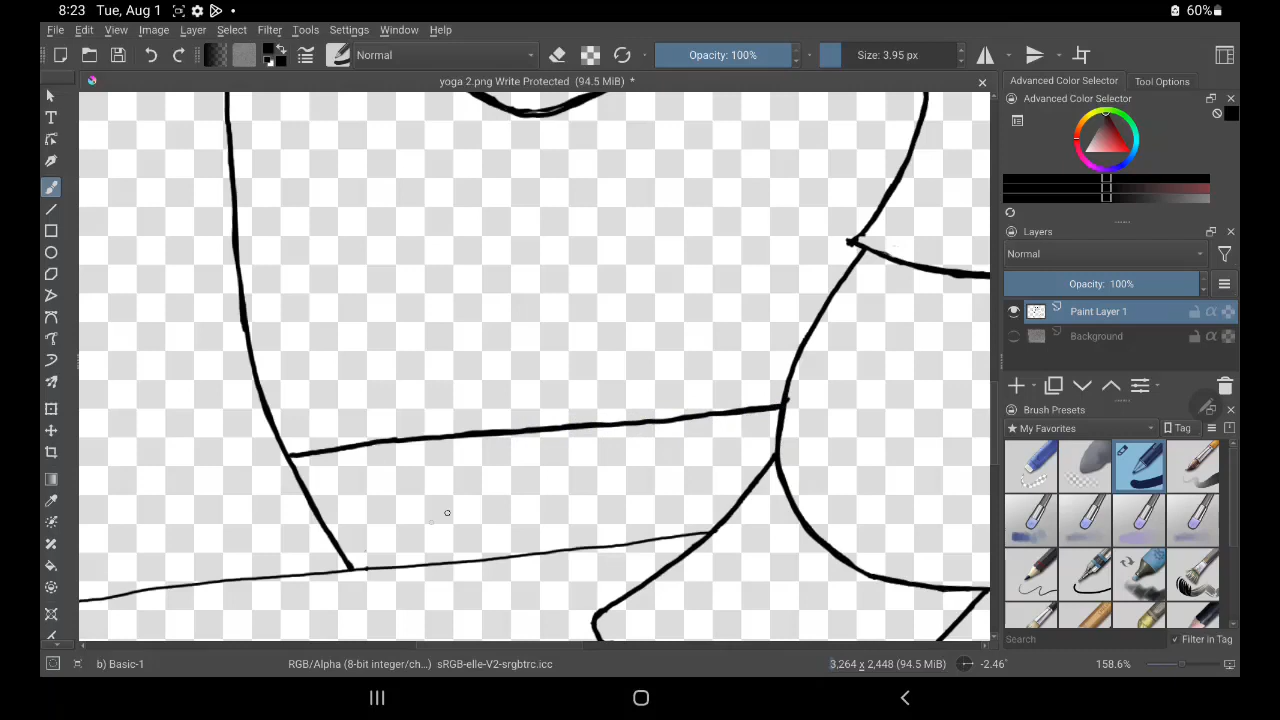 8:23 Tue, Aug 1 60%
File Edit View Image Layer Select Filter Tools Settings Window Help
Normal Opacity: 100% Size: 3.95 px
yoga 2.png Write Protected (94.5 MiB) *
Advanced Color Selector Tool Options
Advanced Color Selector
Layers
Normal
Opacity: 100%
Paint Layer 1
Background
Brush Presets
My Favorites Tag
Search Filter in Tag
b) Basic-1 RGB/Alpha (8-bit integer/ch...) sRGB-elle-V2-srgbtrc.icc 3,264 x 2,448 (94.5 MiB) -2.46° 158.6%